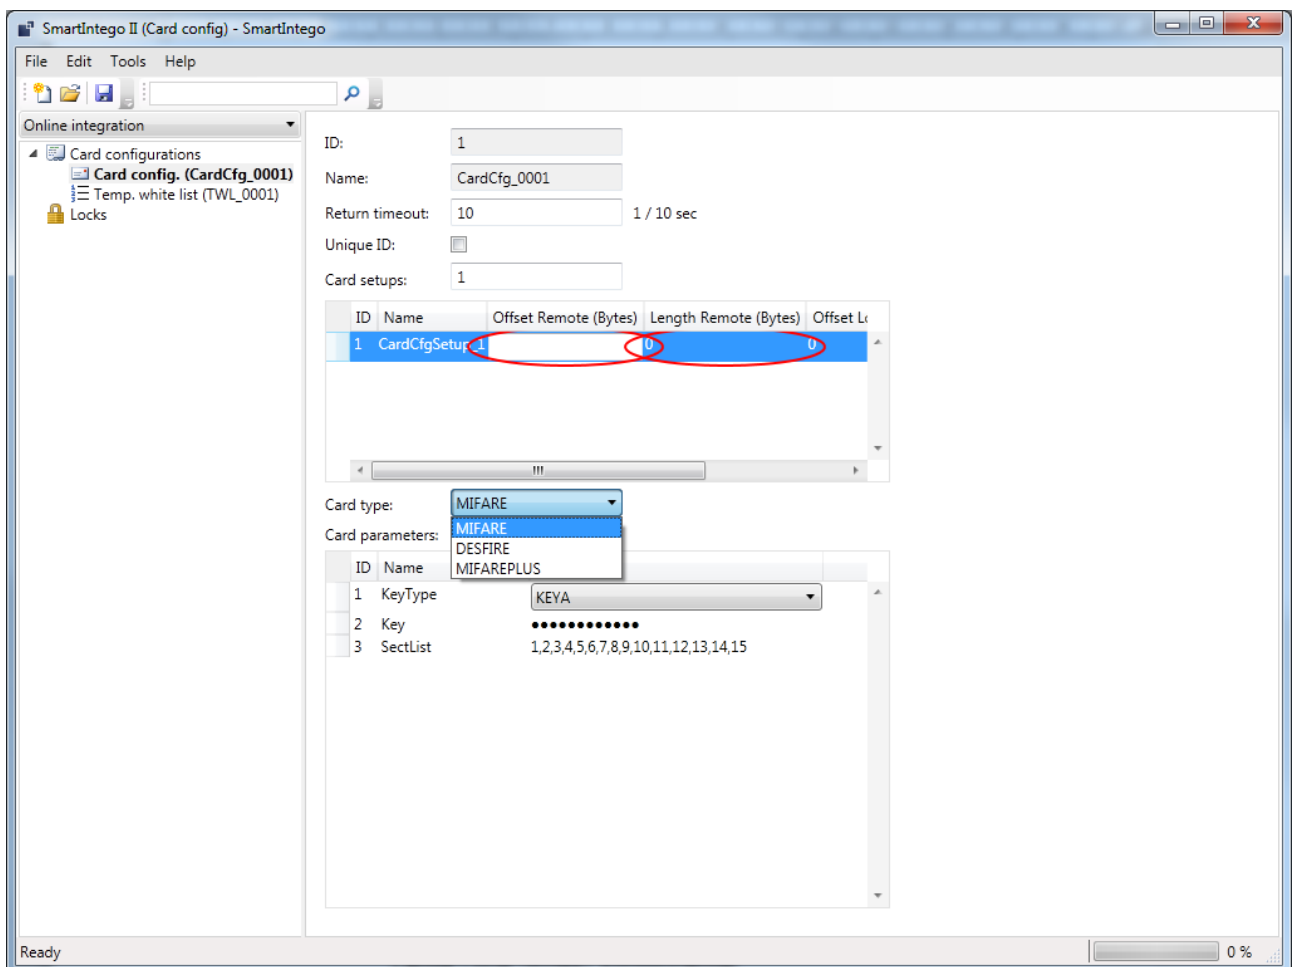 SmartIntego II (Card config) - SmartIntego
File Edit Tools Help
Online integration
Card configurations
Card config. (CardCfg_0001)
Temp. white list (TWL_0001)
Locks
ID: 1
Name: CardCfg_0001
Return timeout: 10 1 / 10 sec
Unique ID:
Card setups: 1
ID Name Offset Remote (Bytes) Length Remote (Bytes) Offset Lo
1 CardCfgSetup_1 0 0
Card type: MIFARE
MIFARE
Card parameters:
DESFIRE
ID Name MIFAREPLUS
1 KeyType KEYA
2 Key ●●●●●●●●●●●●
3 SectList 1,2,3,4,5,6,7,8,9,10,11,12,13,14,15
Ready 0 %